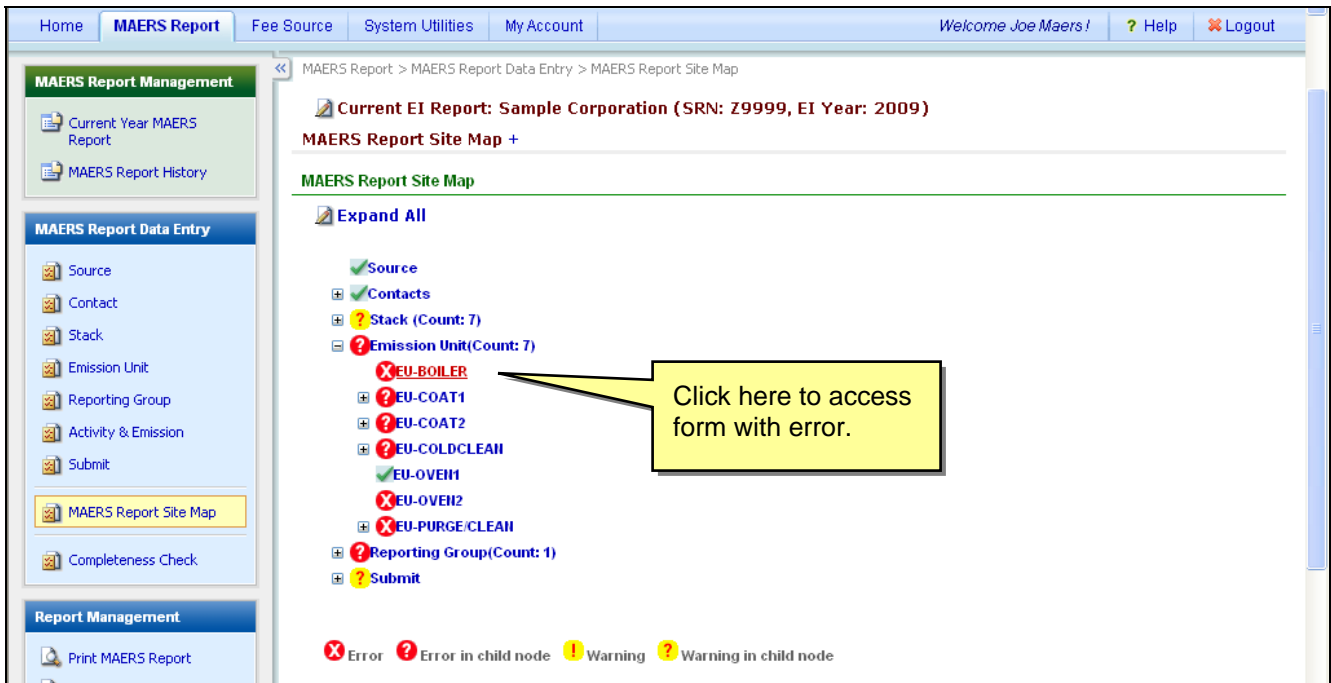 Home MAERS Report Fee Source System Utilities My Account Welcome Joe Maers! ? Help Logout
MAERS Report Management
Current Year MAERS
Report
MAERS Report History
MAERS Report Data Entry
Source
Contact
Stack
Emission Unit
Reporting Group
Activity & Emission
Submit
MAERS Report Site Map
Completeness Check
Report Management
Print MAERS Report
MAERS Report > MAERS Report Data Entry > MAERS Report Site Map
Current EI Report: Sample Corporation (SRN: Z9999, EI Year: 2009)
MAERS Report Site Map +
MAERS Report Site Map
Expand All
Source
Contacts
? Stack (Count: 7)
? Emission Unit(Count: 7)
EU-BOILER
? EU-COAT1
? EU-COAT2
? EU-COLDCLEAN
EU-OVEN1
EU-OVEN2
EU-PURGE/CLEAN
? Reporting Group(Count: 1)
? Submit
Click here to access
form with error.
Error ? Error in child node ! Warning ? Warning in child node